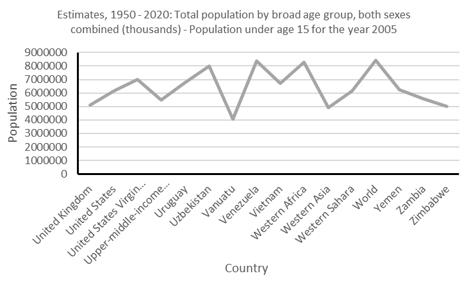 Estimates, 1950 - 2020: Total population by broad age group, both sexes
combined (thousands) - Population under age 15 for the year 2005
9000000
8000000
7000000
6000000
5000000
4000000
3000000
2000000
1000000
0
Population
United Kingdom
United States
United States Virgin...
Upper-middle-income...
Uruguay
Uzbekistan
Vanuatu
Venezuela
Vietnam
Western Africa
Western Asia
Western Sahara
World
Yemen
Zambia
Zimbabwe
Country